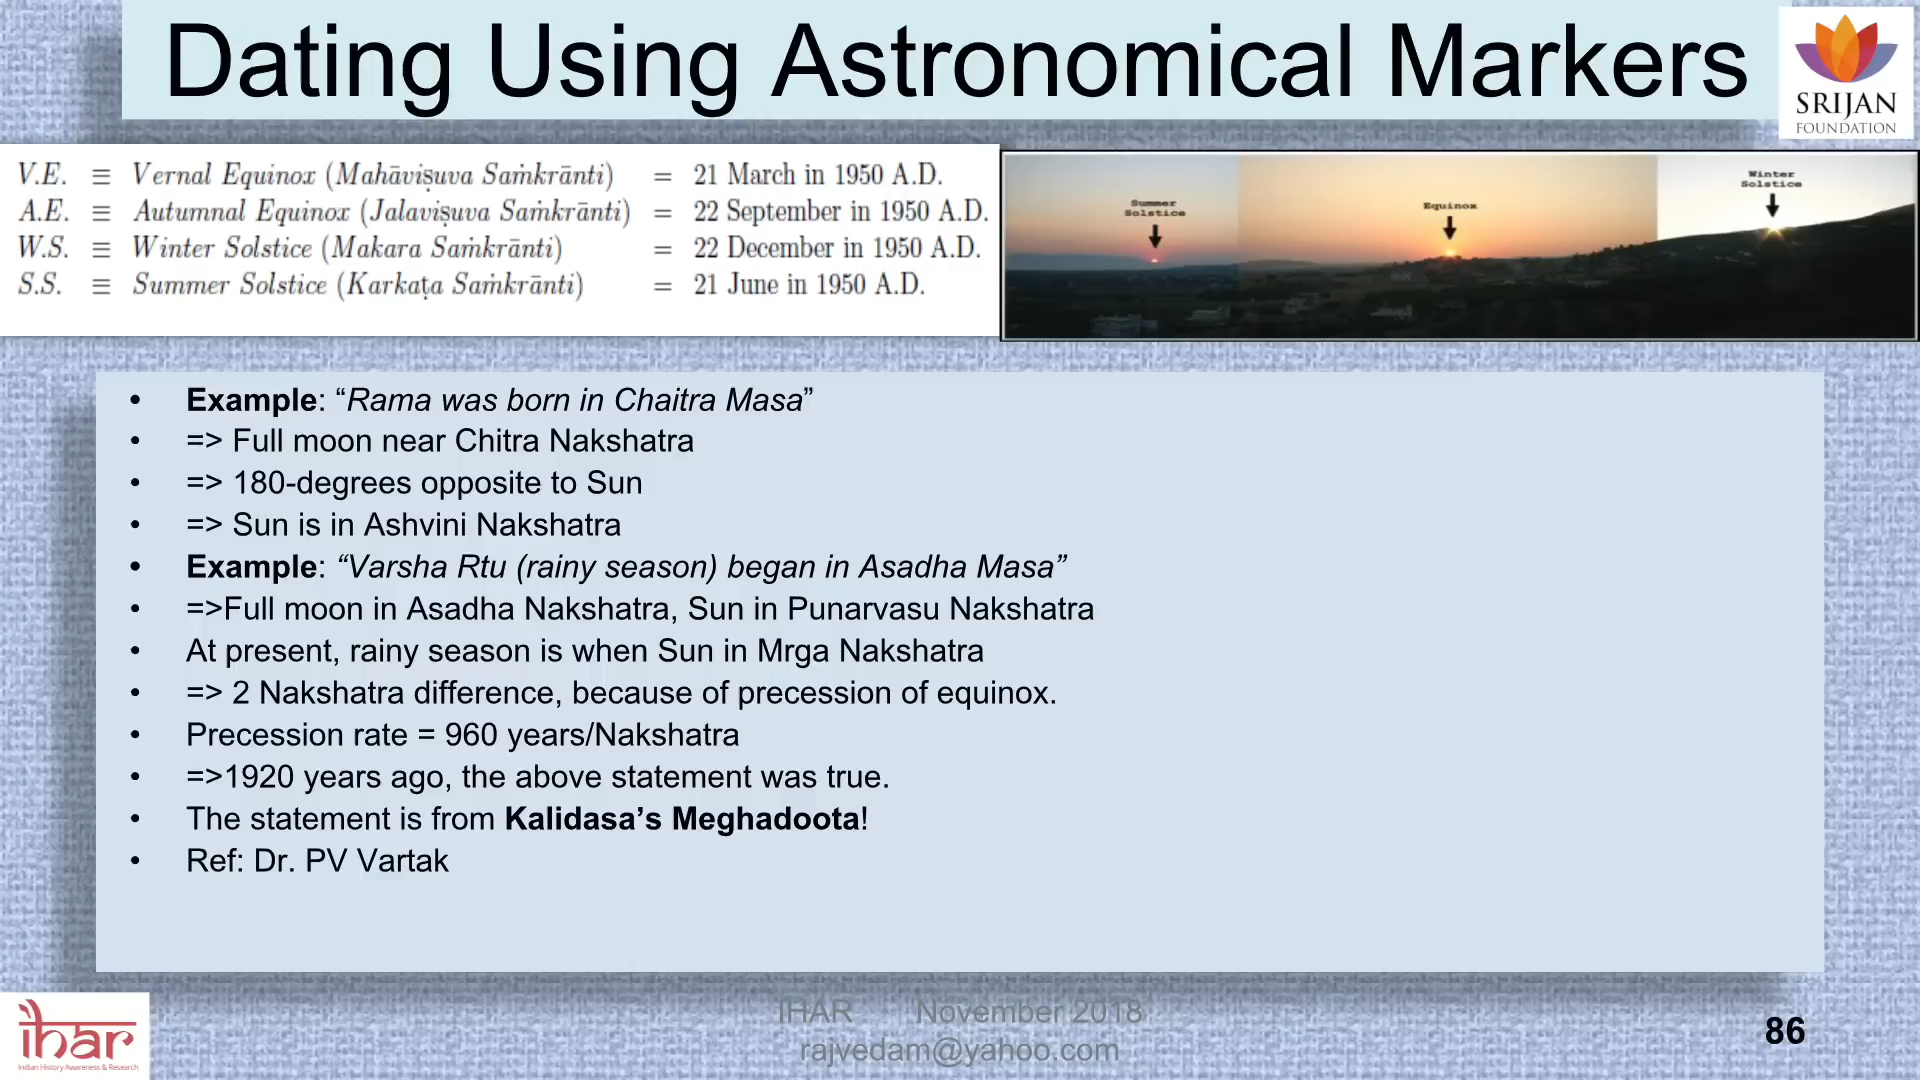 Dating Using Astronomical Markers
SRIJAN
FOUNDATION
V.E. ≡ Vernal Equinox (Mahāviṣuva Saṁkrānti) = 21 March in 1950 A.D.
A.E. ≡ Autumnal Equinox (Jalaviṣuva Saṁkrānti) = 22 September in 1950 A.D.
W.S. ≡ Winter Solstice (Makara Saṁkrānti) = 22 December in 1950 A.D.
S.S. ≡ Summer Solstice (Karkaṭa Saṁkrānti) = 21 June in 1950 A.D.
Summer
Solstice
Equinox
Winter
Solstice
• Example: “Rama was born in Chaitra Masa”
• => Full moon near Chitra Nakshatra
• => 180-degrees opposite to Sun
• => Sun is in Ashvini Nakshatra
• Example: “Varsha Rtu (rainy season) began in Asadha Masa”
• =>Full moon in Asadha Nakshatra, Sun in Punarvasu Nakshatra
• At present, rainy season is when Sun in Mrga Nakshatra
• => 2 Nakshatra difference, because of precession of equinox.
• Precession rate = 960 years/Nakshatra
• =>1920 years ago, the above statement was true.
• The statement is from Kalidasa’s Meghadoota!
• Ref: Dr. PV Vartak
ihar
Indian History Awareness & Research
IHAR November 2018
rajvedam@yahoo.com
86